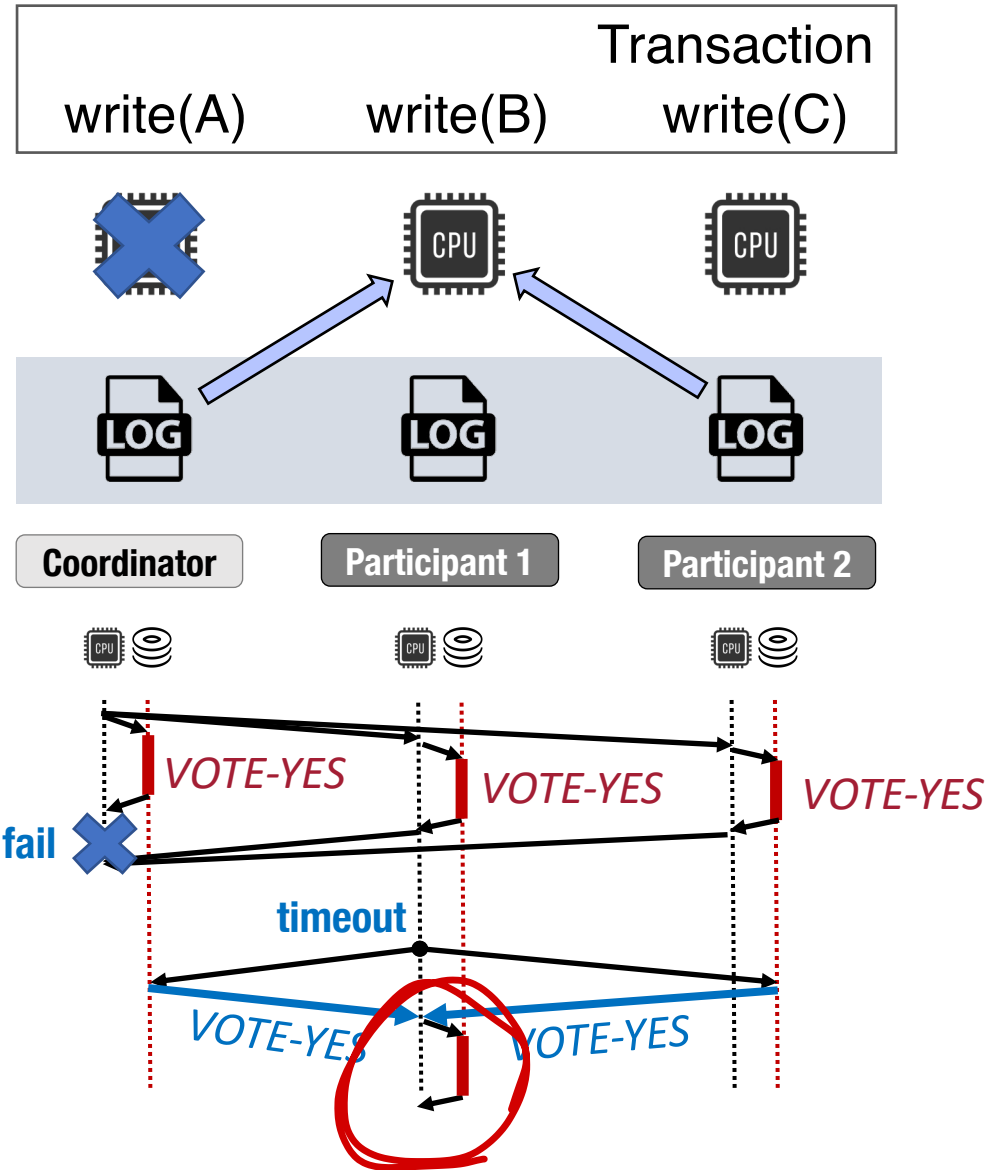 Transaction
write(A) write(B) write(C)
CPU CPU
LOG LOG LOG
Coordinator Participant 1 Participant 2
CPU CPU CPU
VOTE-YES VOTE-YES VOTE-YES
fail
timeout
VOTE-YES VOTE-YES